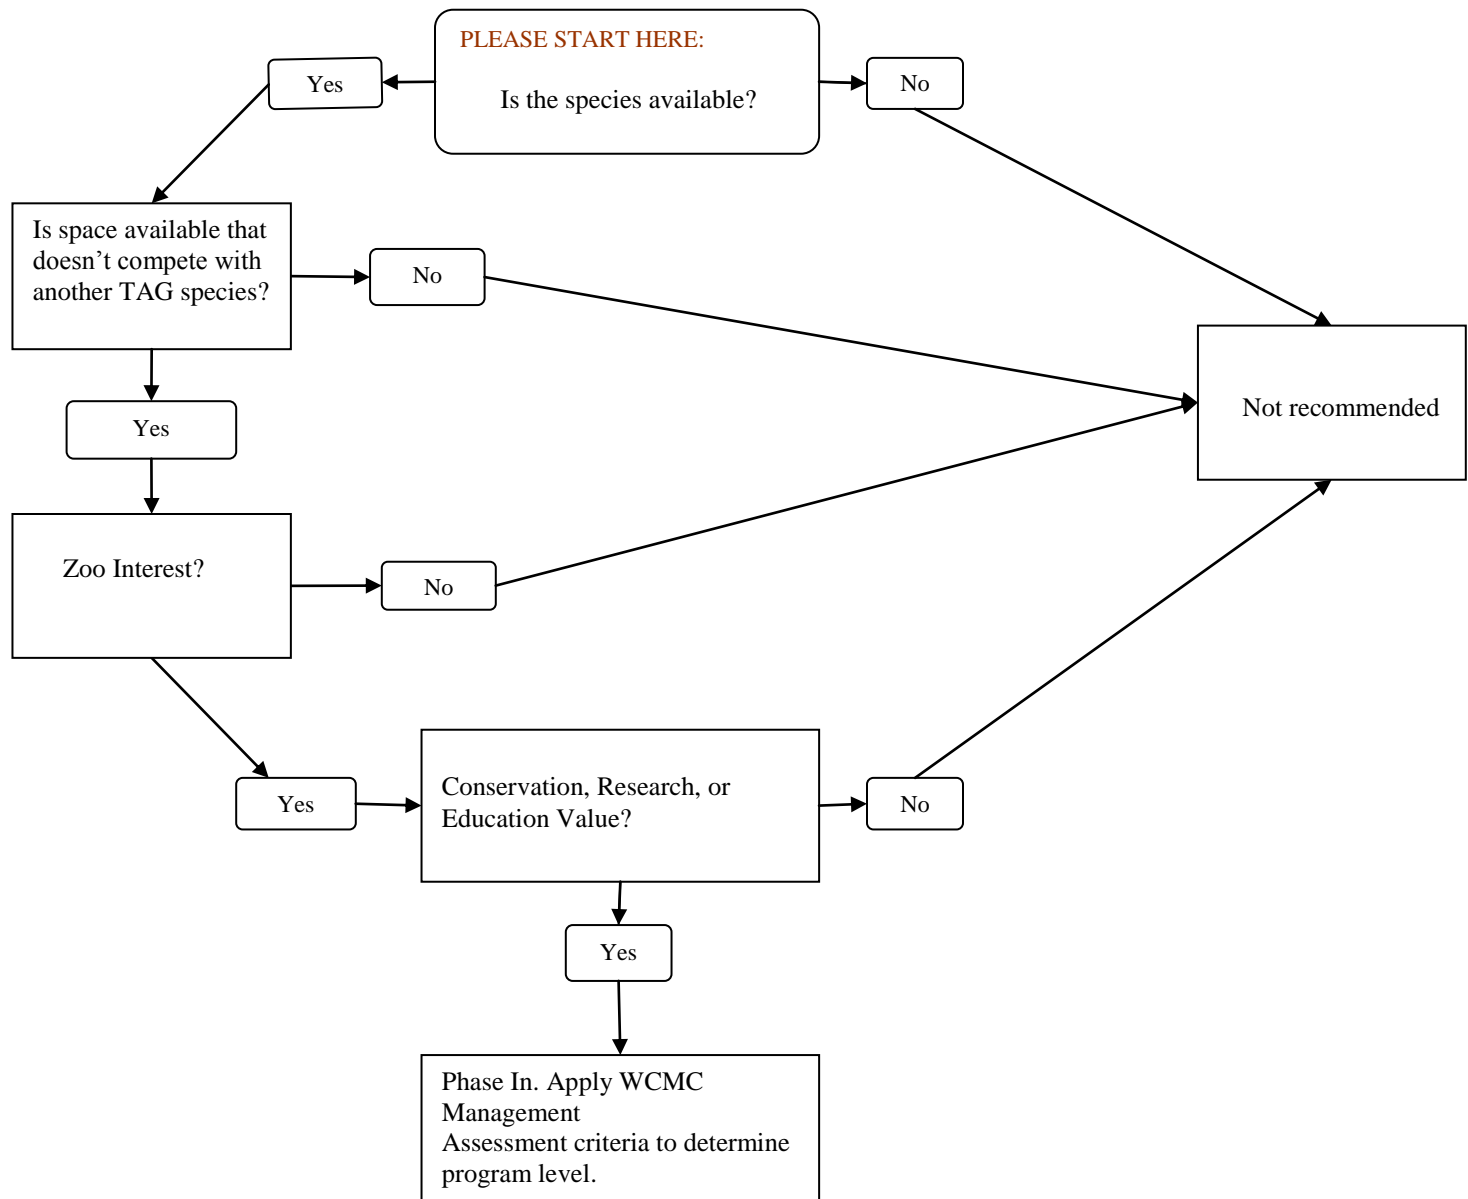 PLEASE START HERE:
Yes
Is the species available?
No
Is space available that
doesn’t compete with
another TAG species?
No
Not recommended
Yes
Zoo Interest?
No
Yes
Conservation, Research, or
Education Value?
No
Yes
Phase In. Apply WCMC
Management
Assessment criteria to determine
program level.